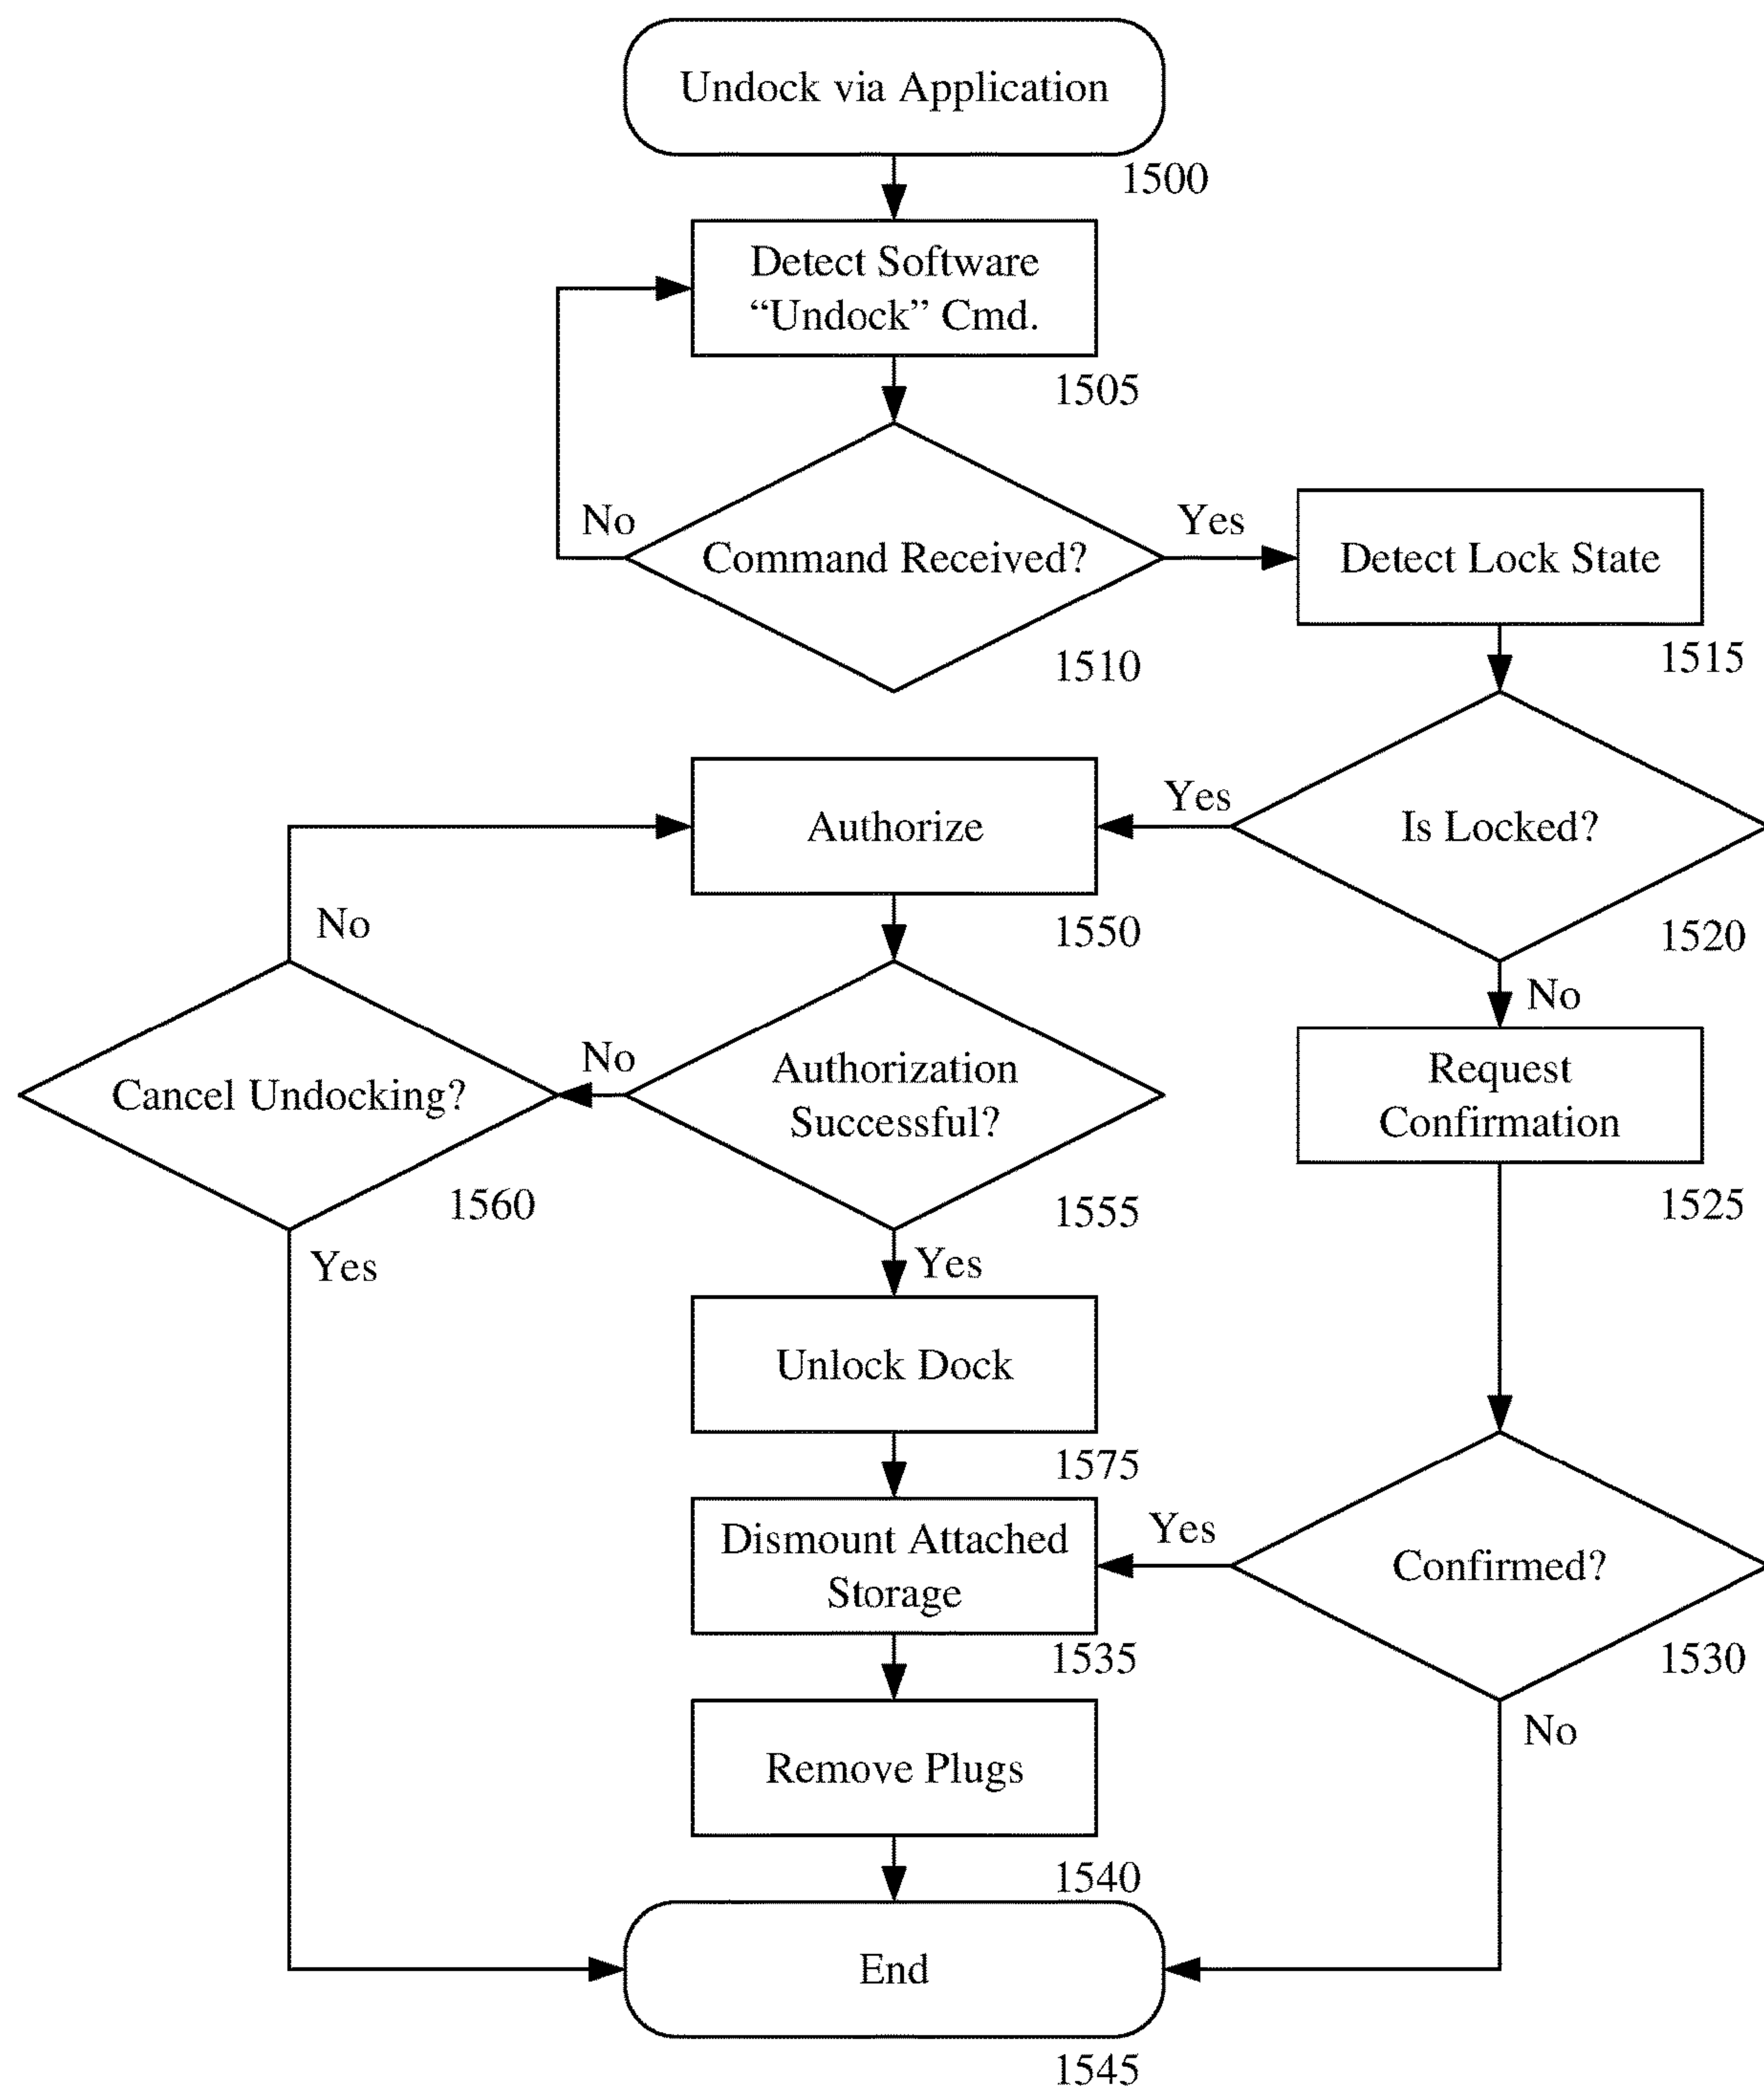 Undock via Application
1500
Detect Software
“Undock” Cmd.
1505
No
Command Received?
Yes
1510
Detect Lock State
1515
Authorize
Yes
Is Locked?
1550
1520
No
No
Cancel Undocking?
No
Authorization
Successful?
Request
Confirmation
1560
1555
1525
Yes
Yes
Unlock Dock
1575
Dismount Attached
Storage
Yes
Confirmed?
1535
1530
Remove Plugs
No
1540
End
1545